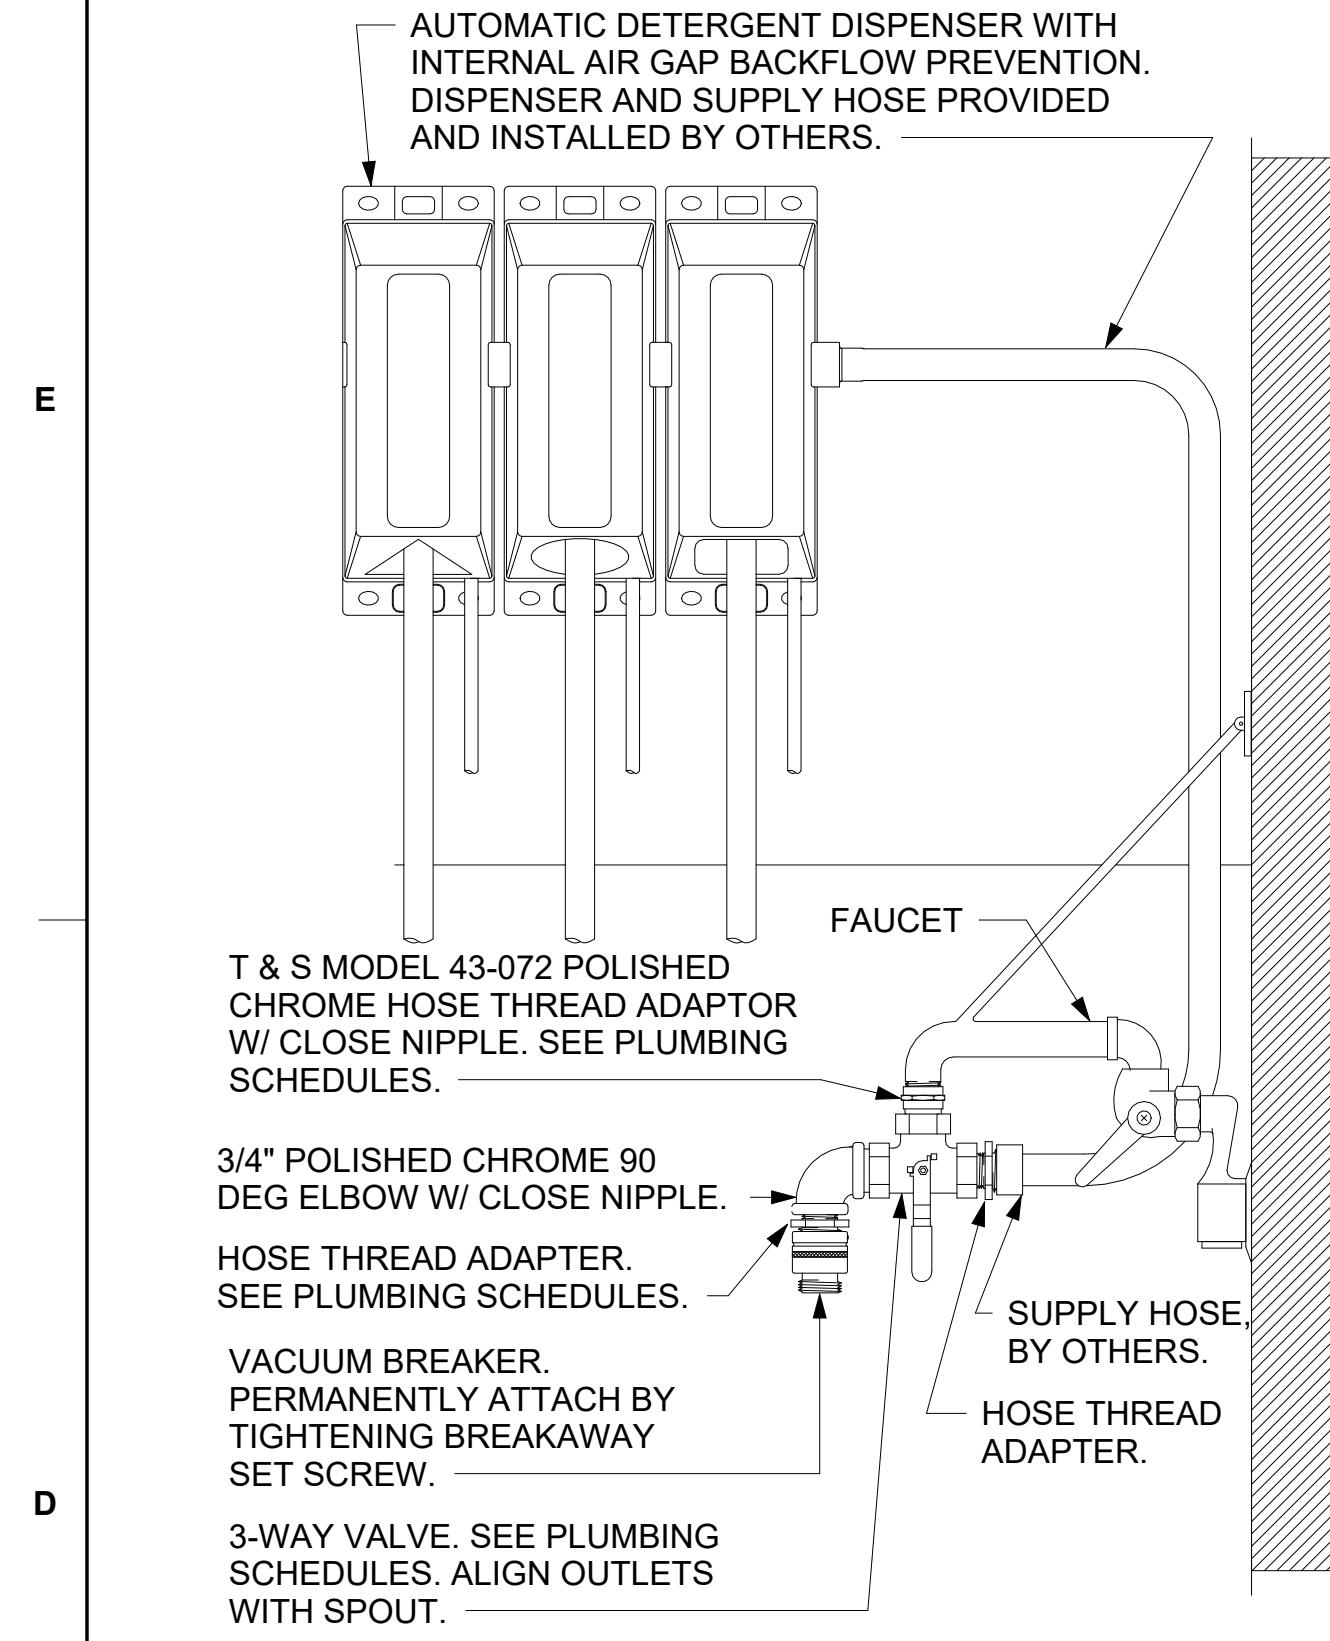 AUTOMATIC DETERGENT DISPENSER WITH
INTERNAL AIR GAP BACKFLOW PREVENTION.
DISPENSER AND SUPPLY HOSE PROVIDED
AND INSTALLED BY OTHERS.
E
FAUCET
T & S MODEL 43-072 POLISHED
CHROME HOSE THREAD ADAPTOR
W/ CLOSE NIPPLE. SEE PLUMBING
SCHEDULES.
3/4" POLISHED CHROME 90
DEG ELBOW W/ CLOSE NIPPLE.
HOSE THREAD ADAPTER.
SEE PLUMBING SCHEDULES.
SUPPLY HOSE,
BY OTHERS.
VACUUM BREAKER.
PERMANENTLY ATTACH BY
TIGHTENING BREAKAWAY
SET SCREW.
HOSE THREAD
ADAPTER.
D
3-WAY VALVE. SEE PLUMBING
SCHEDULES. ALIGN OUTLETS
WITH SPOUT.